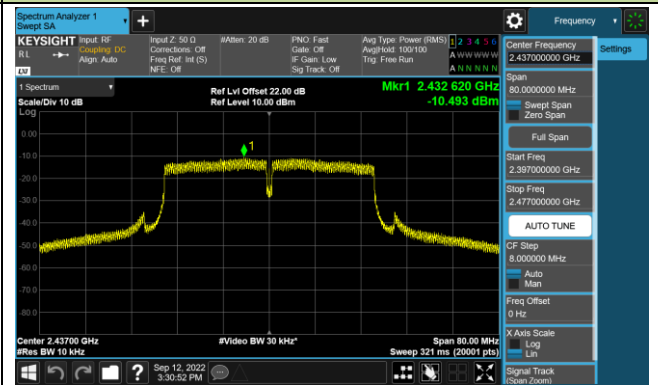 Spectrum Analyzer 1
Swept SA
Frequency
KEYSIGHT
RL
Input: RF
Coupling: DC
Align: Auto
Input Z: 50 Ω
Corrections: Off
Freq Ref: Int (S)
NFE: Off
#Atten: 20 dB
PNO: Fast
Gate: Off
IF Gain: Low
Sig Track: Off
Avg Type: Power (RMS)
Avg|Hold: 100/100
Trig: Free Run
1 2 3 4 5 6
A W W W W W
A N N N N N
1 Spectrum
Scale/Div 10 dB
Ref Lvl Offset 22.00 dB
Ref Level 10.00 dBm
Mkr1 2.432 620 GHz
-10.493 dBm
Log
1
0.00
-10.0
-20.0
-30.0
-40.0
-50.0
-60.0
-70.0
-80.0
Center 2.43700 GHz
#Res BW 10 kHz
#Video BW 30 kHz*
Span 80.00 MHz
Sweep 321 ms (20001 pts)
Sep 12, 2022
3:30:52 PM
Center Frequency
2.437000000 GHz
Settings
Span
80.0000000 MHz
Swept Span
Zero Span
Full Span
Start Freq
2.397000000 GHz
Stop Freq
2.477000000 GHz
AUTO TUNE
CF Step
8.000000 MHz
Auto
Man
Freq Offset
0 Hz
X Axis Scale
Log
Lin
Signal Track
(Span Zoom)